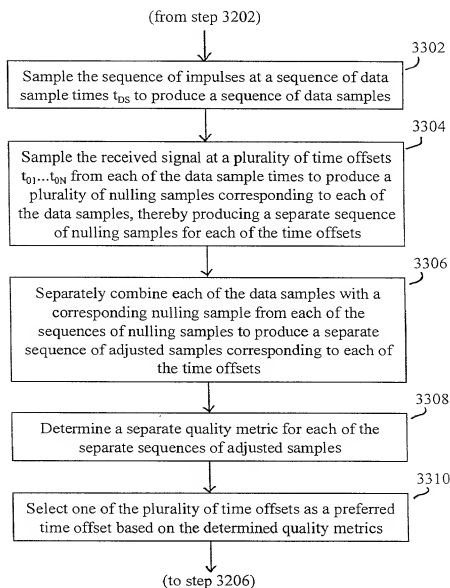 (from step 3202)
3302
Sample the sequence of impulses at a sequence of data
sample times tDS to produce a sequence of data samples
3304
Sample the received signal at a plurality of time offsets
t01...t0N from each of the data sample times to produce a
plurality of nulling samples corresponding to each of
the data samples, thereby producing a separate sequence
of nulling samples for each of the time offsets
3306
Separately combine each of the data samples with a
corresponding nulling sample from each of the
sequences of nulling samples to produce a separate
sequence of adjusted samples corresponding to each of
the time offsets
3308
Determine a separate quality metric for each of the
separate sequences of adjusted samples
3310
Select one of the plurality of time offsets as a preferred
time offset based on the determined quality metrics
(to step 3206)